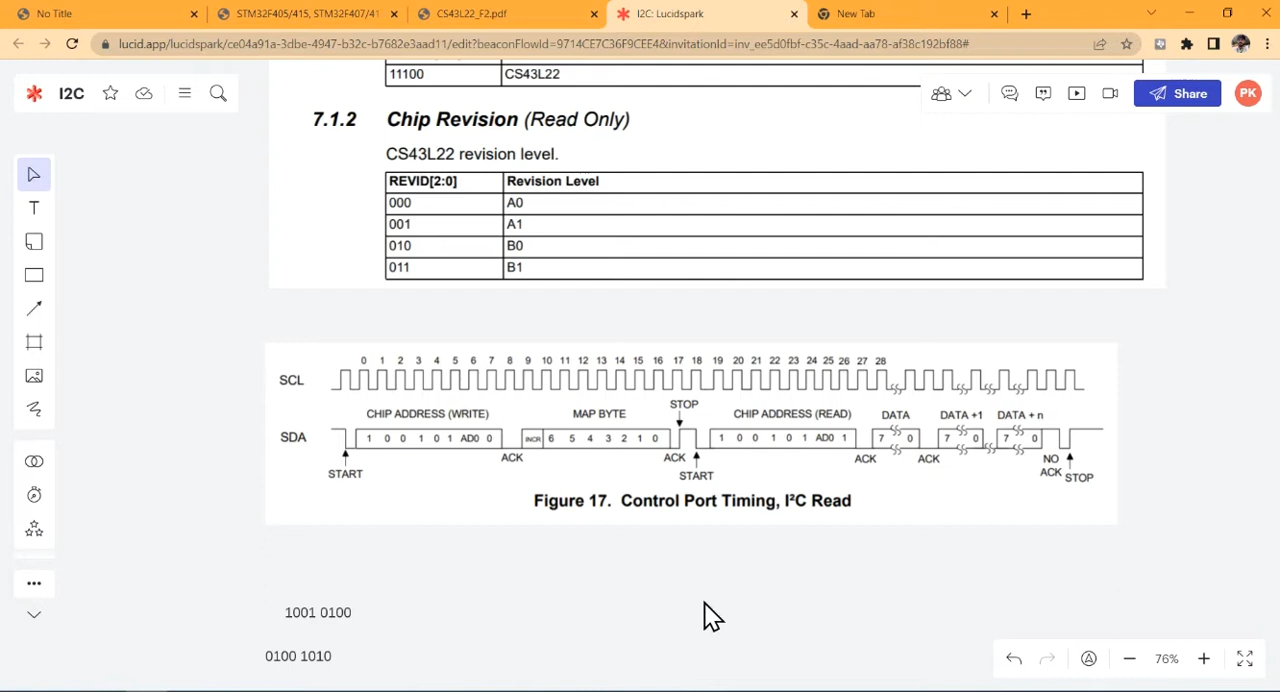 No Title
STM32F405/415, STM32F407/41
CS43L22_F2.pdf
I2C: Lucidspark
New Tab
lucid.app/lucidspark/ce04a91a-3dbe-4947-b32c-b7682e3aad11/edit?beaconFlowId=9714CE7C36F9CEE4&invitationId=inv_ee5d0fbf-c35c-4aad-aa78-af38c192bf88#
I2C
Share
PK
11100 CS43L22
7.1.2 Chip Revision (Read Only)
CS43L22 revision level.
REVID[2:0] Revision Level
000 A0
001 A1
010 B0
011 B1
0 1 2 3 4 5 6 7 8 9 10 11 12 13 14 15 16 17 18 19 20 21 22 23 24 25 26 27 28
SCL
STOP
CHIP ADDRESS (WRITE) MAP BYTE CHIP ADDRESS (READ) DATA DATA +1 DATA + n
SDA 1 0 0 1 0 1 AD0 0 INCR 6 5 4 3 2 1 0 1 0 0 1 0 1 AD0 1 7 0 7 0 7 0
ACK ACK ACK ACK NO ACK
START START STOP
Figure 17. Control Port Timing, I²C Read
1001 0100
0100 1010
76%